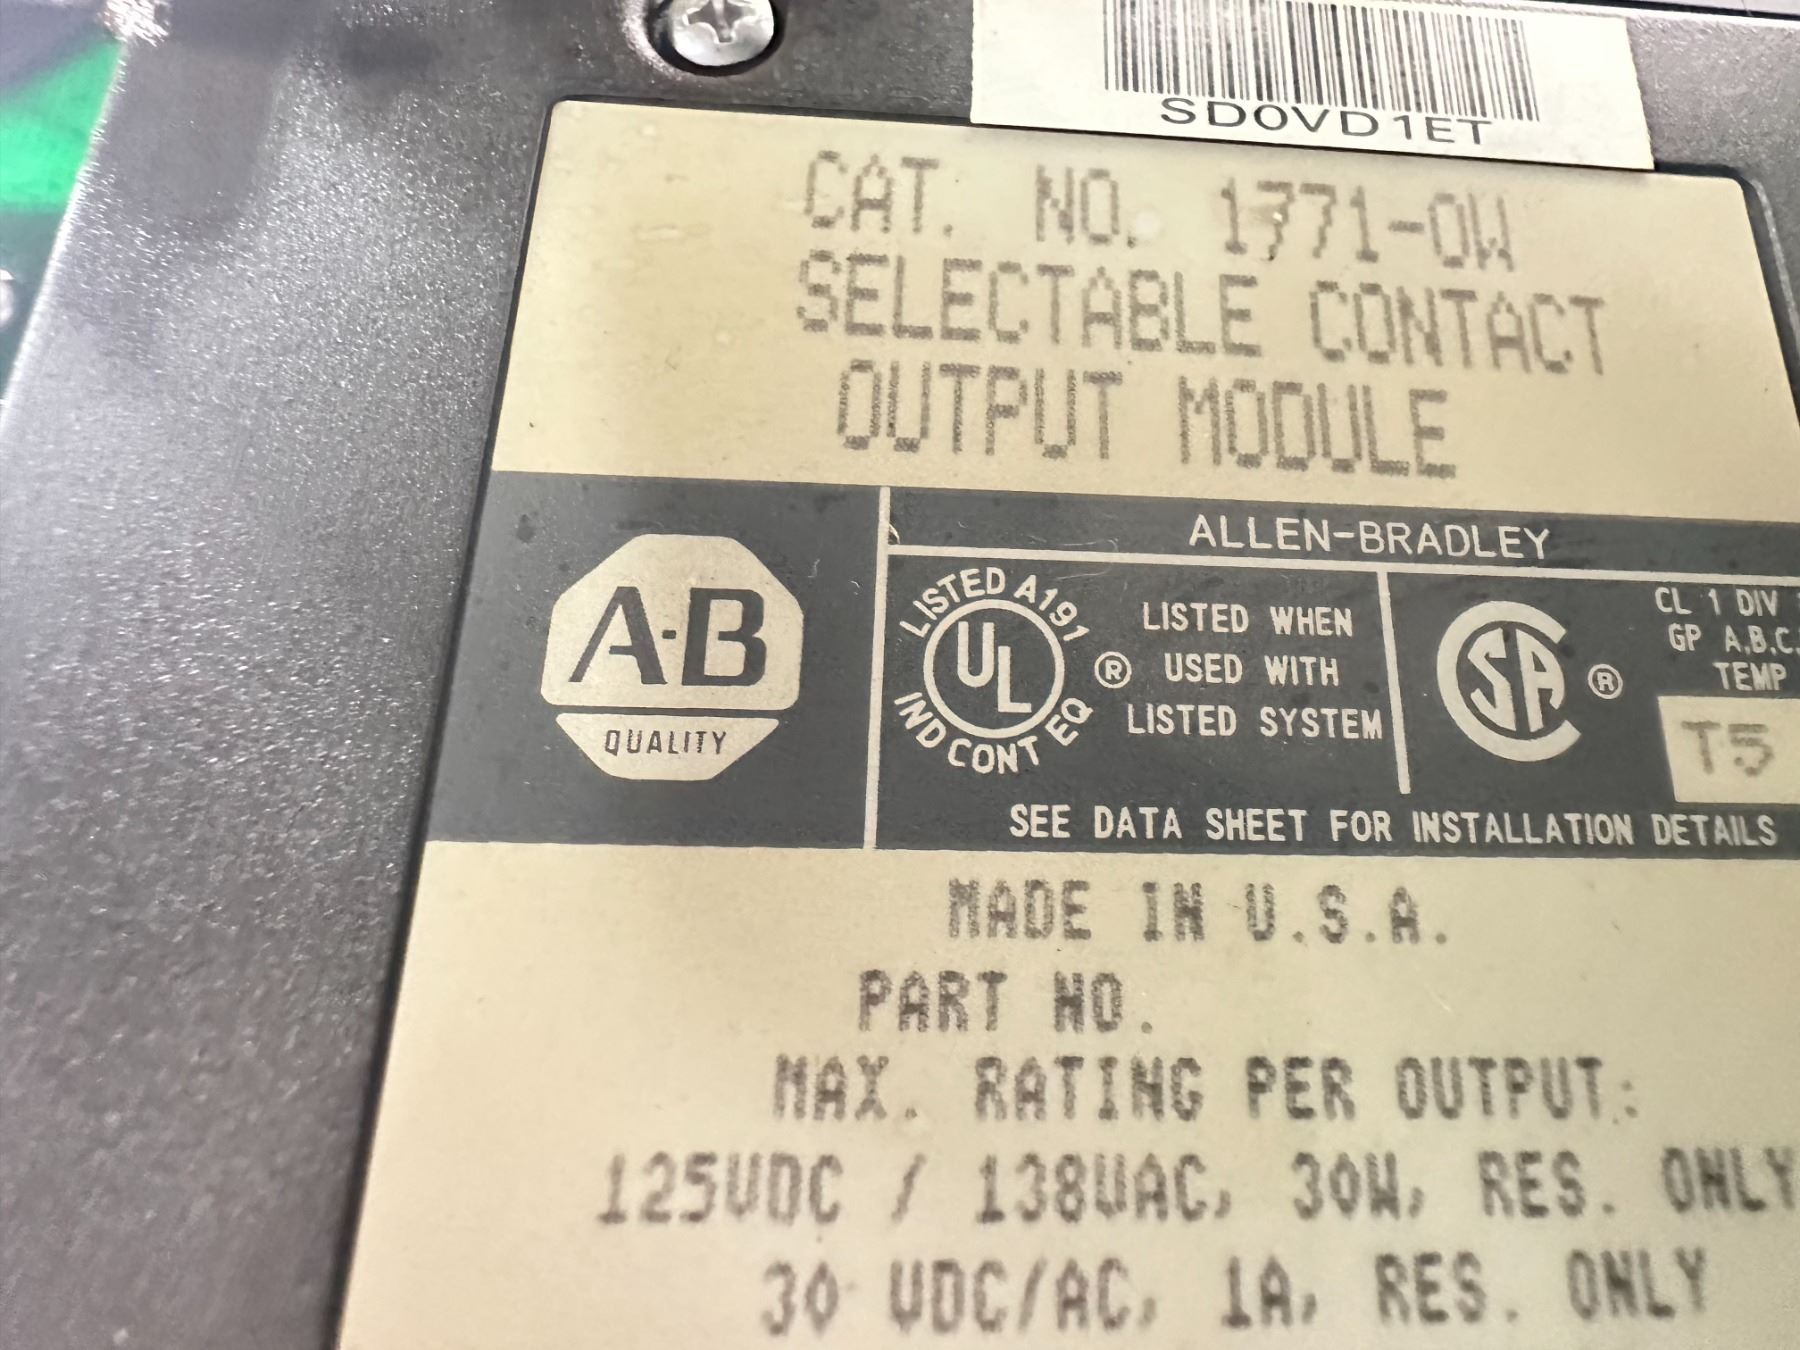 SD0VD1ET
CAT. NO. 1771-OW
SELECTABLE CONTACT
OUTPUT MODULE
ALLEN-BRADLEY
A-B
QUALITY
LISTED A191
UL
IND CONT EQ
®
LISTED WHEN
USED WITH
LISTED SYSTEM
SA
®
CL 1 DIV
GP A,B,C,
TEMP
T5
SEE DATA SHEET FOR INSTALLATION DETAILS
MADE IN U.S.A.
PART NO.
MAX. RATING PER OUTPUT:
125VDC / 138VAC, 30W, RES. ONLY
30 VDC/AC, 1A, RES. ONLY